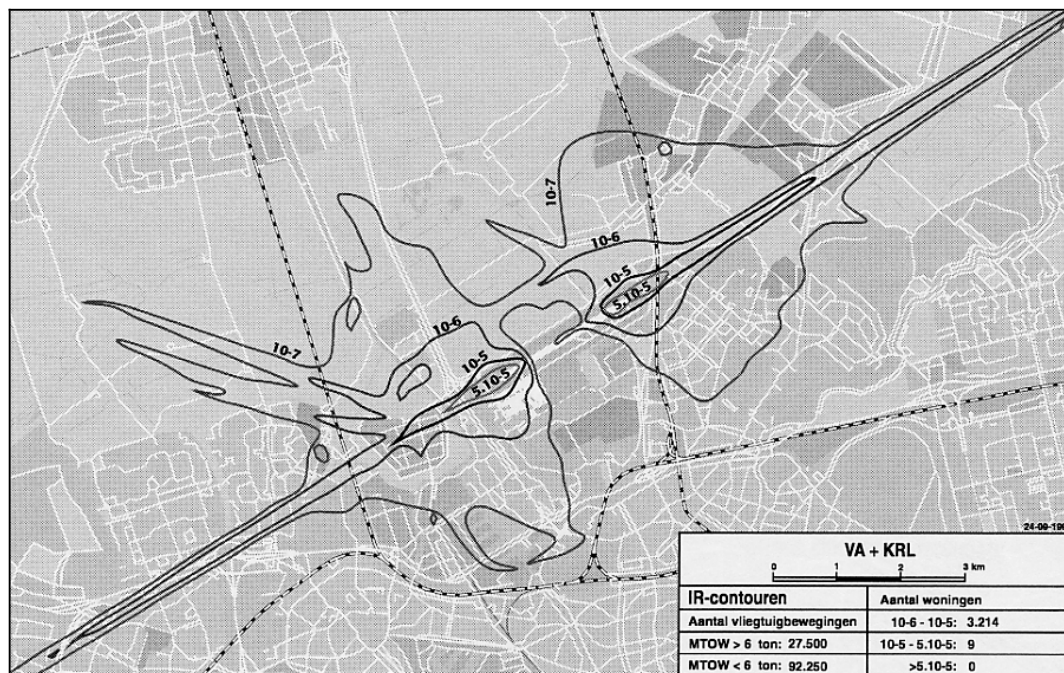 10-7
10-6
10-5
5.10-5
10-6
10-7
10-5
5.10-5
VA + KRL
0 1 2 3 km
IR-contouren Aantal woningen
Aantal vliegtuigbewegingen 10-6 - 10-5: 3.214
MTOW > 6 ton: 27.500 10-5 - 5.10-5: 9
MTOW < 6 ton: 92.250 >5.10-5: 0